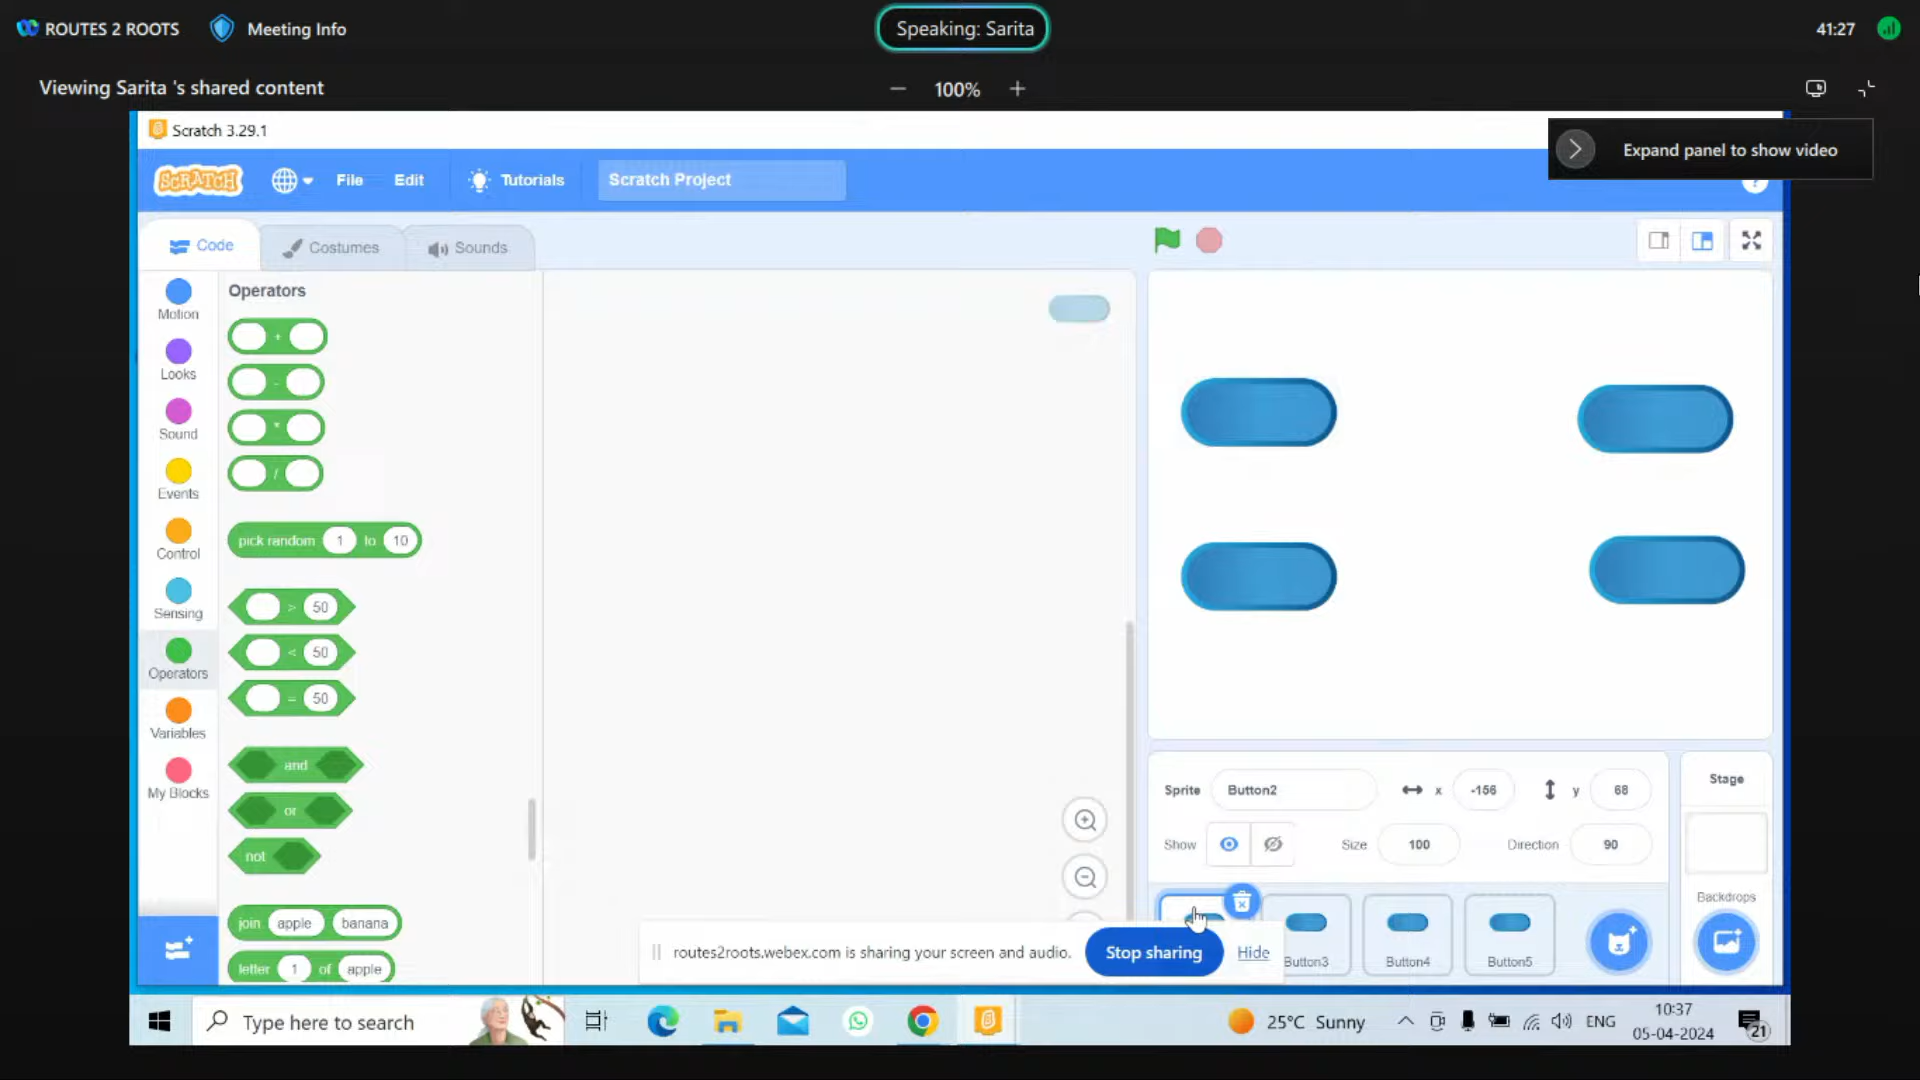 ROUTES 2 ROOTS
Meeting Info
Speaking: Sarita
41:27
Viewing Sarita 's shared content
100%
Scratch 3.29.1
Expand panel to show video
SCRATCH
File
Edit
Tutorials
Scratch Project
?
Code
Costumes
Sounds
Motion
Looks
Sound
Events
Control
Sensing
Operators
Variables
My Blocks
Operators
+
-
*
/
pick random 1 to 10
> 50
< 50
= 50
and
or
not
join apple banana
letter 1 of apple
Sprite Button2 x -156 y 68
Show Size 100 Direction 90
Button3
Button4
Button5
Stage
Backdrops
routes2roots.webex.com is sharing your screen and audio. Stop sharing Hide
Type here to search
25°C Sunny
ENG
10:37
05-04-2024
21